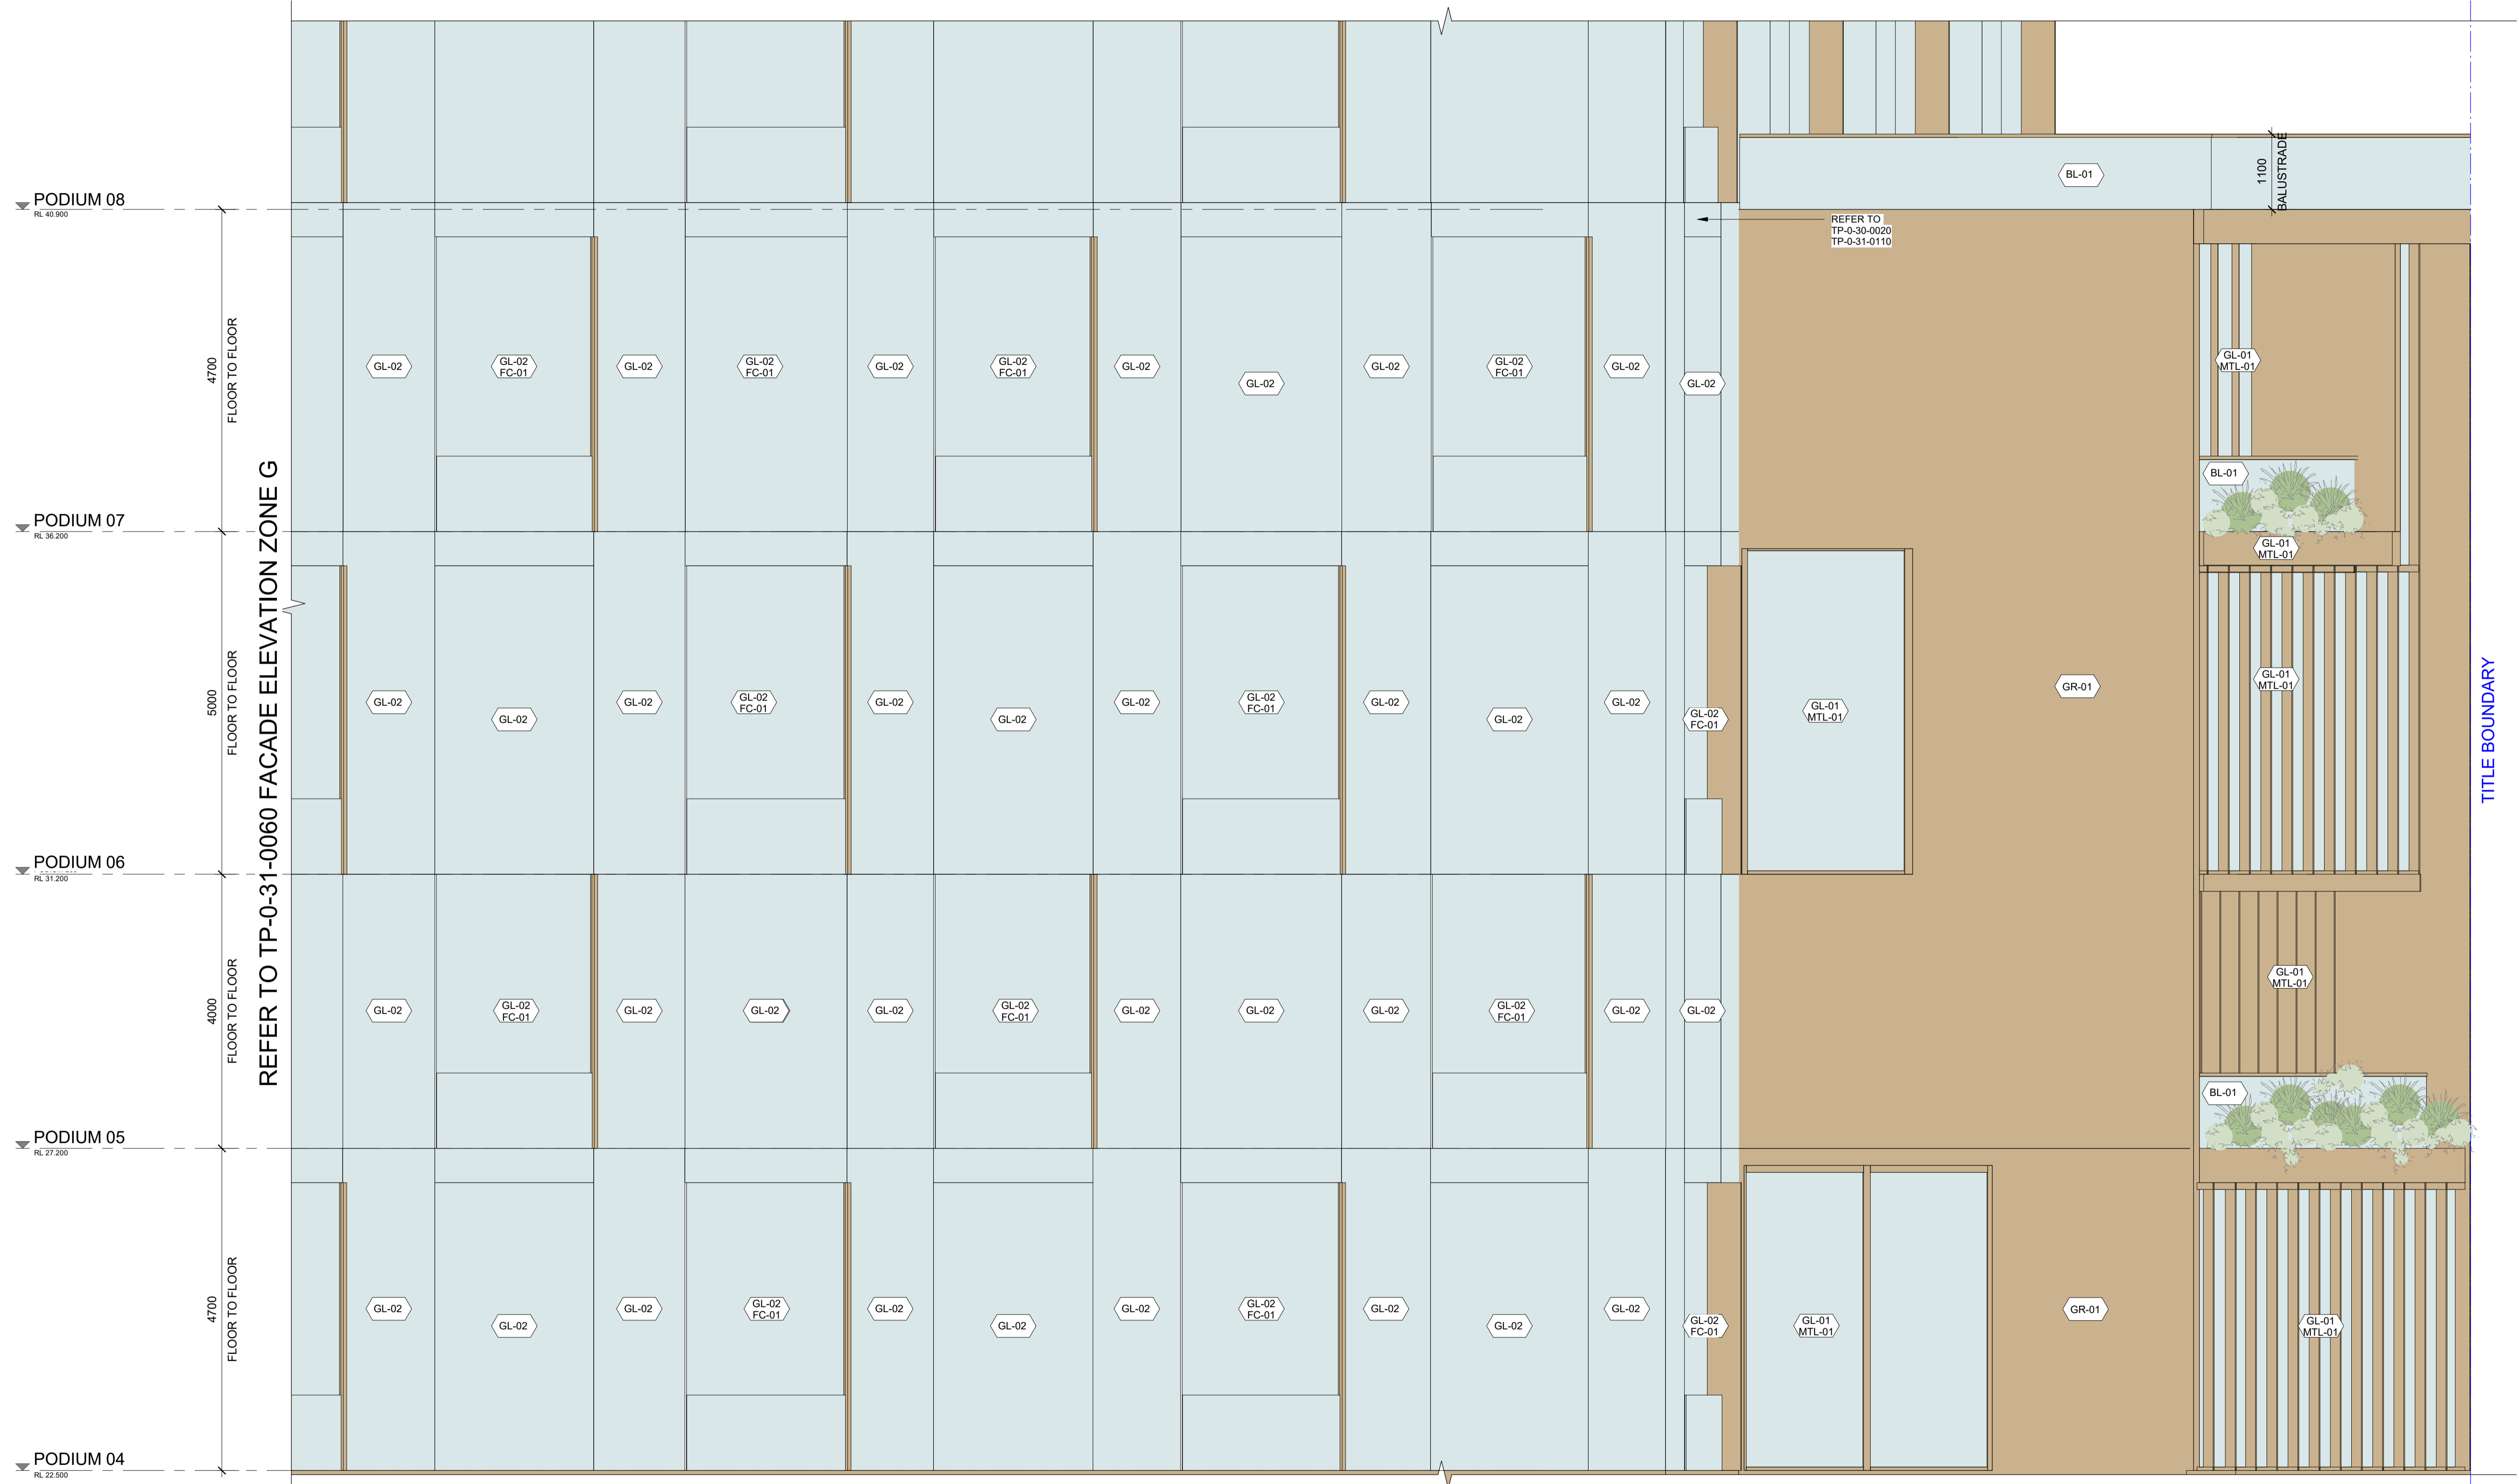 BL-01
1100
BALUSTRADE
PODIUM 08
RL 40.900
REFER TO
TP-0-30-0020
TP-0-31-0110
4700
FLOOR TO FLOOR
GL-02
GL-02
FC-01
GL-02
GL-02
FC-01
GL-02
GL-02
FC-01
GL-02
GL-02
GL-02
GL-02
FC-01
GL-02
GL-02
GL-01
MTL-01
BL-01
PODIUM 07
RL 36.200
GL-01
MTL-01
REFER TO TP-0-31-0060 FACADE ELEVATION ZONE G
5000
FLOOR TO FLOOR
GL-02
GL-02
GL-02
GL-02
FC-01
GL-02
GL-02
GL-02
GL-02
FC-01
GL-02
GL-02
GL-02
GL-02
FC-01
GL-01
MTL-01
GR-01
GL-01
MTL-01
TITLE BOUNDARY
PODIUM 06
RL 31.200
4000
FLOOR TO FLOOR
GL-02
GL-02
FC-01
GL-02
GL-02
GL-02
GL-02
FC-01
GL-02
GL-02
GL-02
GL-02
FC-01
GL-02
GL-02
GL-01
MTL-01
BL-01
PODIUM 05
RL 27.200
4700
FLOOR TO FLOOR
GL-02
GL-02
GL-02
GL-02
FC-01
GL-02
GL-02
GL-02
GL-02
FC-01
GL-02
GL-02
GL-02
GL-02
FC-01
GL-01
MTL-01
GR-01
GL-01
MTL-01
PODIUM 04
RL 22.500